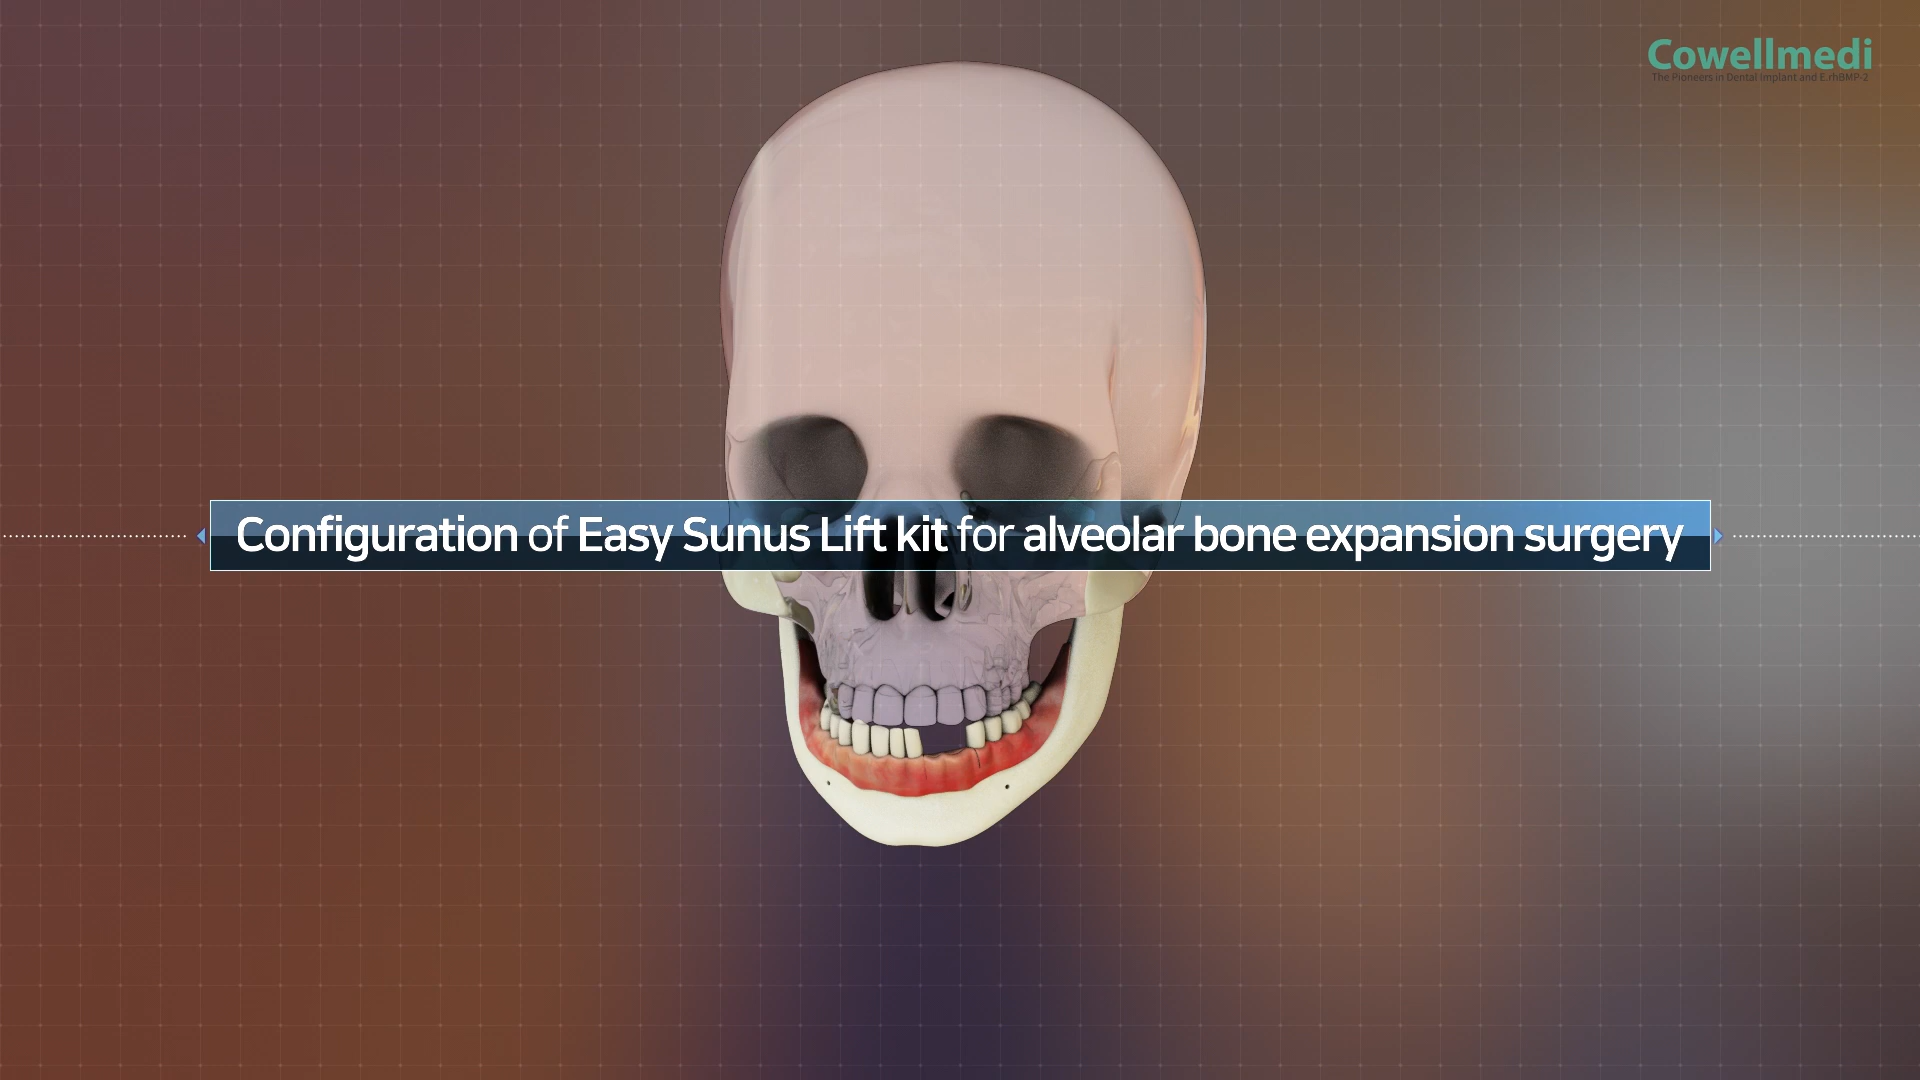 Cowellmedi
The Pioneers in Dental Implant and E.rhBMP-2
Configuration of Easy Sunus Lift kit for alveolar bone expansion surgery